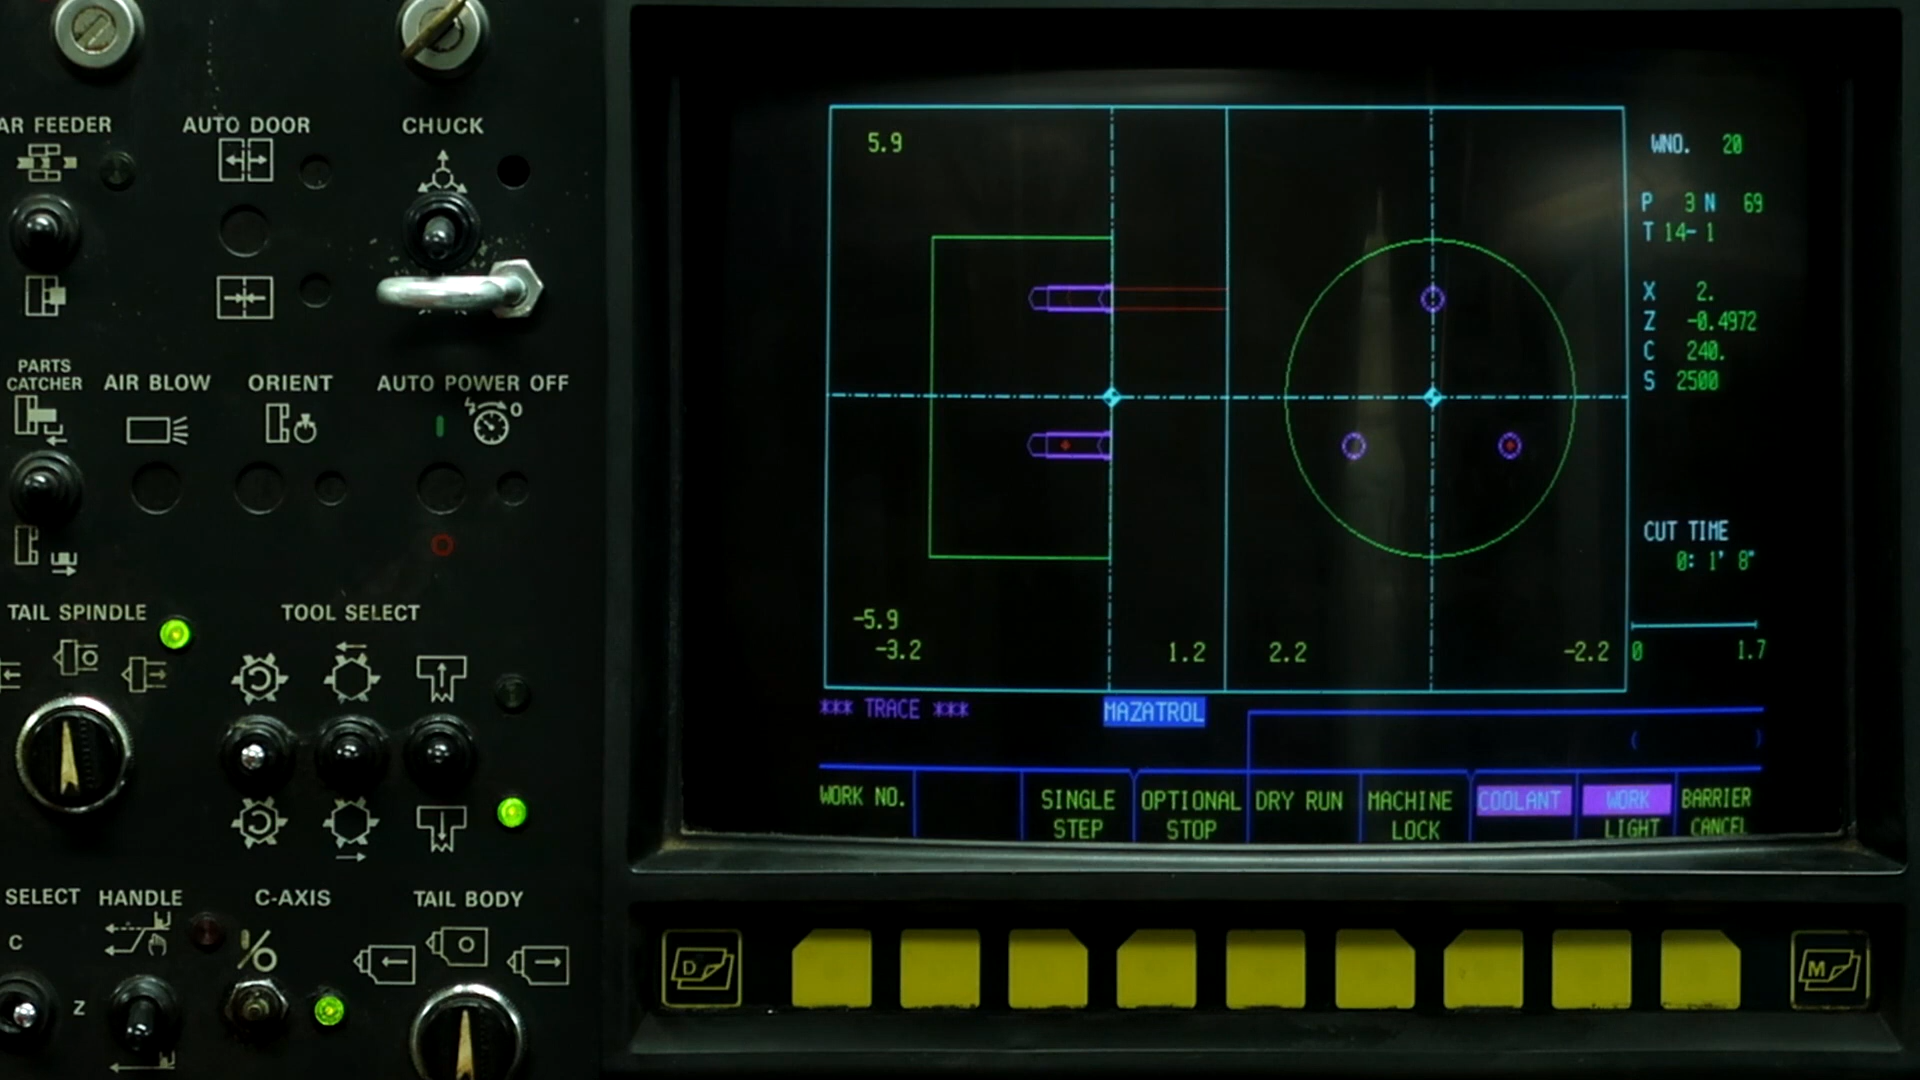 AR FEEDER
AUTO DOOR
CHUCK
PARTS
CATCHER
AIR BLOW
ORIENT
AUTO POWER OFF
O
TAIL SPINDLE
TOOL SELECT
SELECT
HANDLE
C-AXIS
TAIL BODY
C
Z
5.9
-5.9
-3.2
1.2
2.2
-2.2
WNO. 20
P 3 N 69
T 14- 1
X 2.
Z -0.4972
C 240.
S 2500
CUT TIME
0: 1' 8"
0 1.7
*** TRACE ***
MAZATROL
( )
WORK NO.
SINGLE
STEP
OPTIONAL
STOP
DRY RUN
MACHINE
LOCK
COOLANT
WORK
LIGHT
BARRIER
CANCEL
D
M